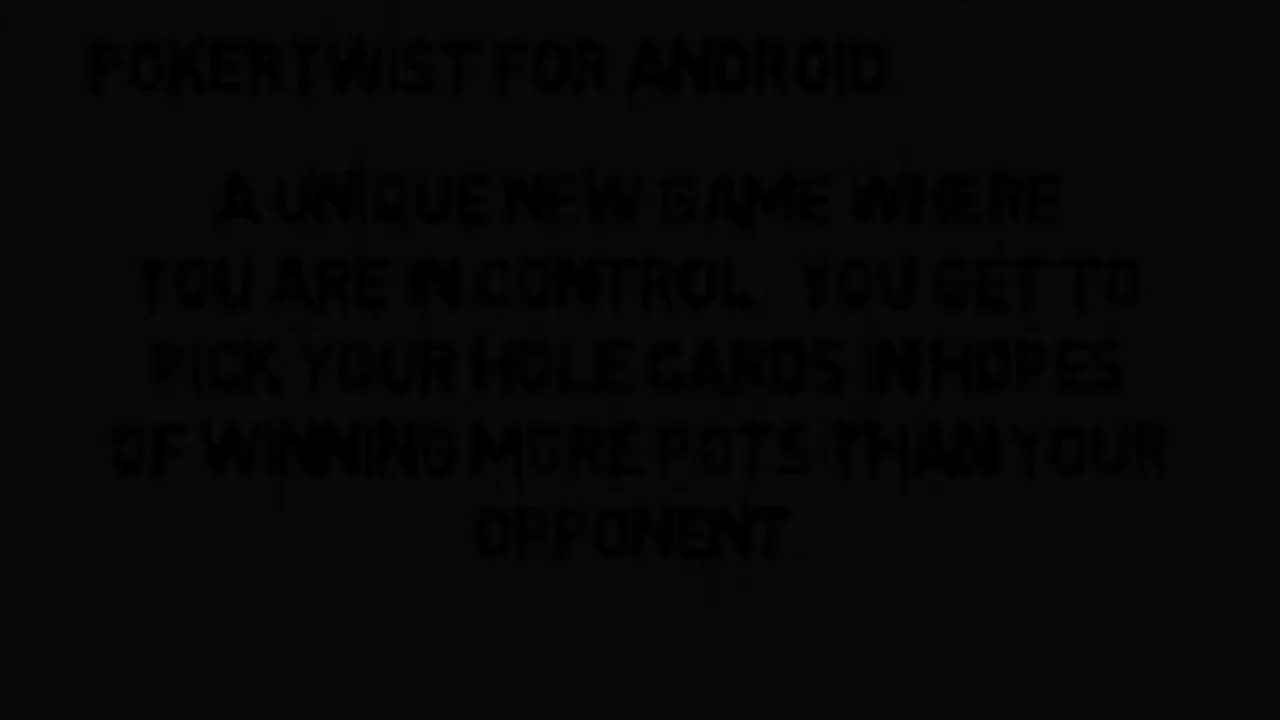 POKERTWIST FOR ANDROID
A UNIQUE NEW GAME WHERE
YOU ARE IN CONTROL. YOU GET TO
PICK YOUR HOLE CARDS IN HOPES
OF WINNING MORE POTS THAN YOUR
OPPONENT.